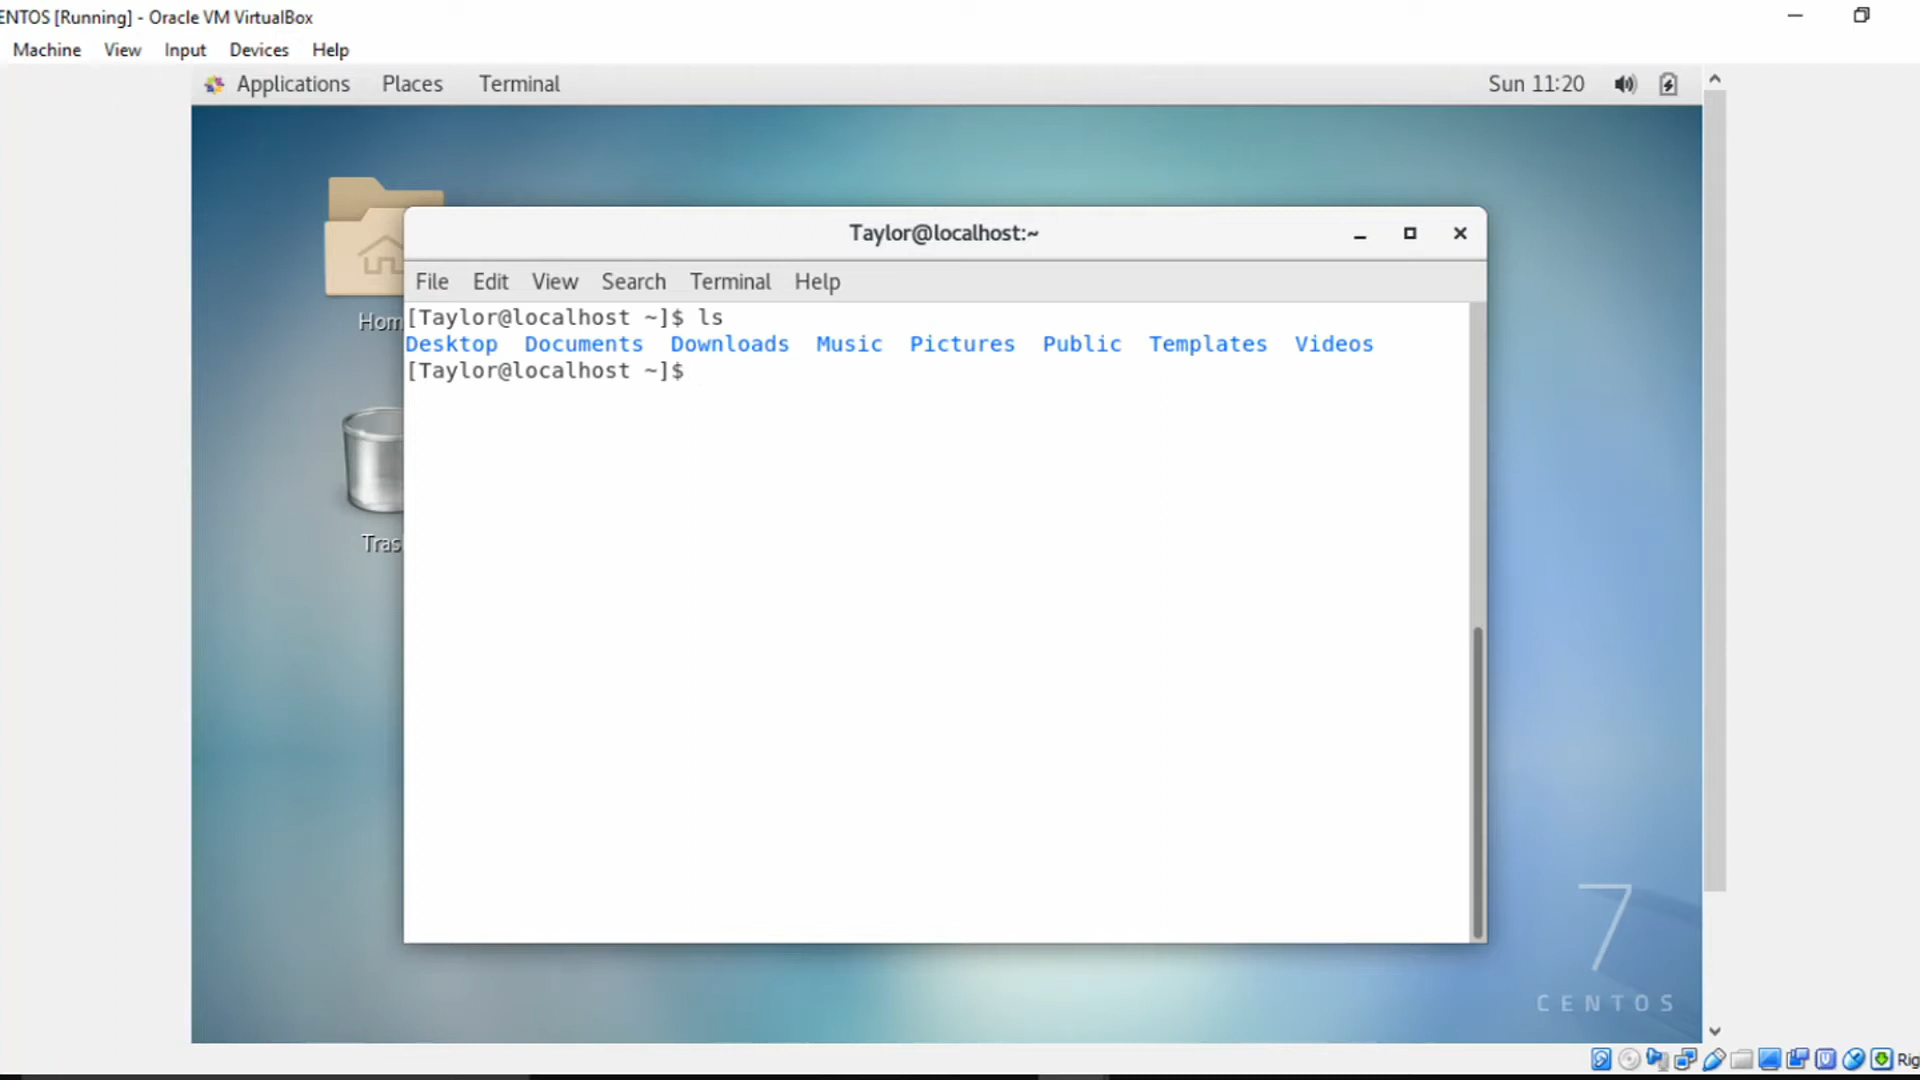 ENTOS [Running] - Oracle VM VirtualBox
Machine View Input Devices Help
Applications Places Terminal Sun 11:20
Taylor@localhost:~
File Edit View Search Terminal Help
[Taylor@localhost ~]$ ls
Desktop Documents Downloads Music Pictures Public Templates Videos
[Taylor@localhost ~]$
Hom
Tras
7
CENTOS
Rig